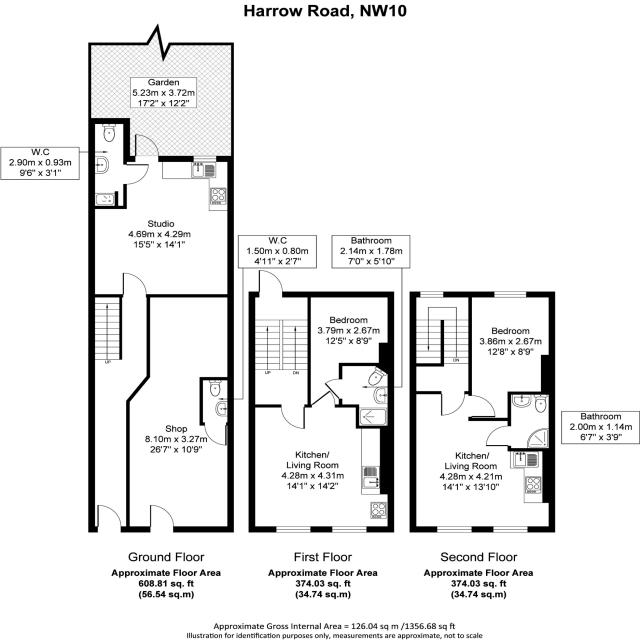 Harrow Road, NW10
Garden
5.23m x 3.72m
17'2" x 12'2"
W.C
2.90m x 0.93m
9'6" x 3'1"
Studio
4.69m x 4.29m
15'5" x 14'1"
UP
Shop
8.10m x 3.27m
26'7" x 10'9"
W.C
1.50m x 0.80m
4'11" x 2'7"
Bathroom
2.14m x 1.78m
7'0" x 5'10"
Bedroom
3.79m x 2.67m
12'5" x 8'9"
UP DN
Kitchen/
Living Room
4.28m x 4.31m
14'1" x 14'2"
DN
Bedroom
3.86m x 2.67m
12'8" x 8'9"
Bathroom
2.00m x 1.14m
6'7" x 3'9"
Kitchen/
Living Room
4.28m x 4.21m
14'1" x 13'10"
Ground Floor
Approximate Floor Area
608.81 sq. ft
(56.54 sq.m)
First Floor
Approximate Floor Area
374.03 sq. ft
(34.74 sq.m)
Second Floor
Approximate Floor Area
374.03 sq. ft
(34.74 sq.m)
Approximate Gross Internal Area = 126.04 sq m /1356.68 sq ft
Illustration for identification purposes only, measurements are approximate, not to scale